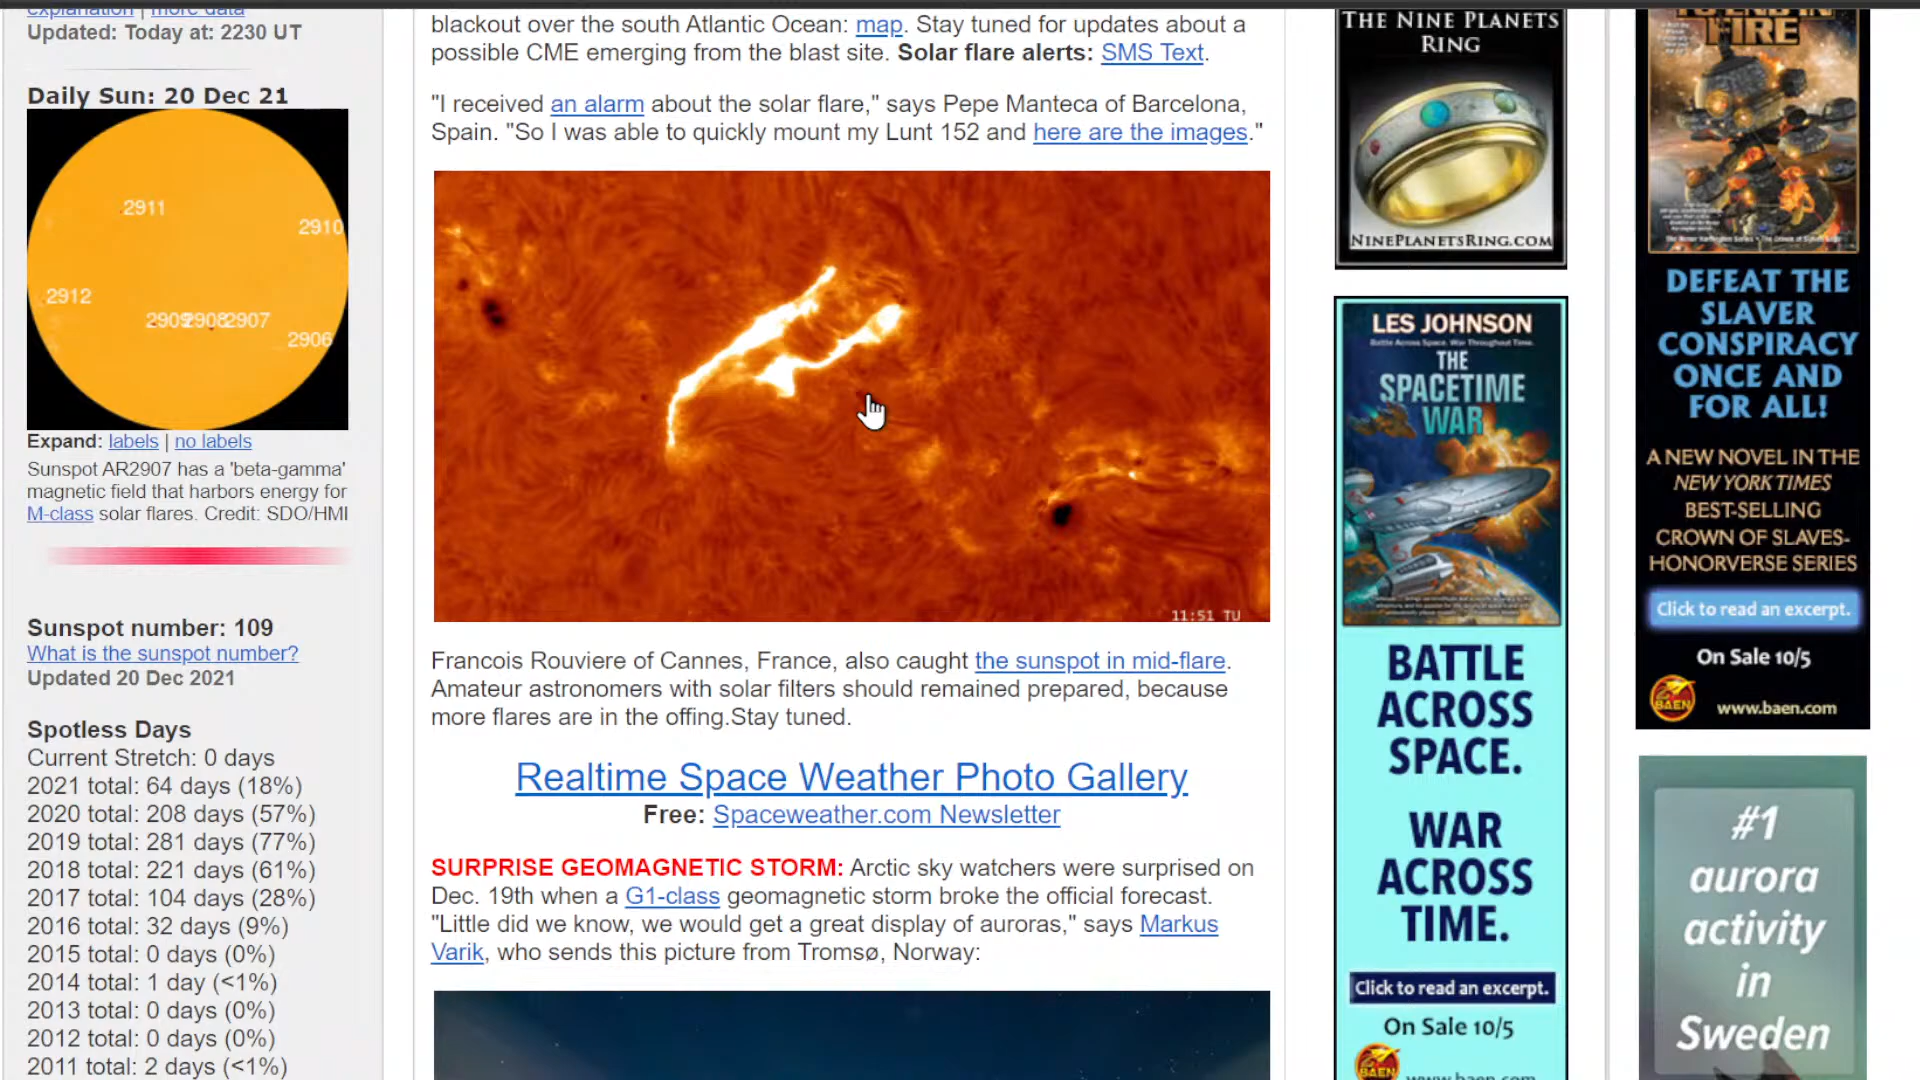 explanation | more data
Updated: Today at: 2230 UT
Daily Sun: 20 Dec 21
2911
2910
2912
2909
2908
2907
2906
Expand: labels | no labels
Sunspot AR2907 has a 'beta-gamma'
magnetic field that harbors energy for
M-class solar flares. Credit: SDO/HMI
Sunspot number: 109
What is the sunspot number?
Updated 20 Dec 2021
Spotless Days
Current Stretch: 0 days
2021 total: 64 days (18%)
2020 total: 208 days (57%)
2019 total: 281 days (77%)
2018 total: 221 days (61%)
2017 total: 104 days (28%)
2016 total: 32 days (9%)
2015 total: 0 days (0%)
2014 total: 1 day (<1%)
2013 total: 0 days (0%)
2012 total: 0 days (0%)
2011 total: 2 days (<1%)
blackout over the south Atlantic Ocean: map. Stay tuned for updates about a
possible CME emerging from the blast site. Solar flare alerts: SMS Text.
"I received an alarm about the solar flare," says Pepe Manteca of Barcelona,
Spain. "So I was able to quickly mount my Lunt 152 and here are the images."
11:51 TU
Francois Rouviere of Cannes, France, also caught the sunspot in mid-flare.
Amateur astronomers with solar filters should remained prepared, because
more flares are in the offing.Stay tuned.
Realtime Space Weather Photo Gallery
Free: Spaceweather.com Newsletter
SURPRISE GEOMAGNETIC STORM: Arctic sky watchers were surprised on
Dec. 19th when a G1-class geomagnetic storm broke the official forecast.
"Little did we know, we would get a great display of auroras," says Markus
Varik, who sends this picture from Tromsø, Norway:
THE NINE PLANETS
RING
NINEPLANETSRING.COM
LES JOHNSON
Battle Across Space. War Throughout Time.
THE
SPACETIME
WAR
BATTLE
ACROSS
SPACE.
WAR
ACROSS
TIME.
Click to read an excerpt.
On Sale 10/5
BAEN
www.baen.com
TO END IN
FIRE
DEFEAT THE
SLAVER
CONSPIRACY
ONCE AND
FOR ALL!
A NEW NOVEL IN THE
NEW YORK TIMES
BEST-SELLING
CROWN OF SLAVES-
HONORVERSE SERIES
Click to read an excerpt.
On Sale 10/5
BAEN
www.baen.com
#1
aurora
activity
in
Sweden